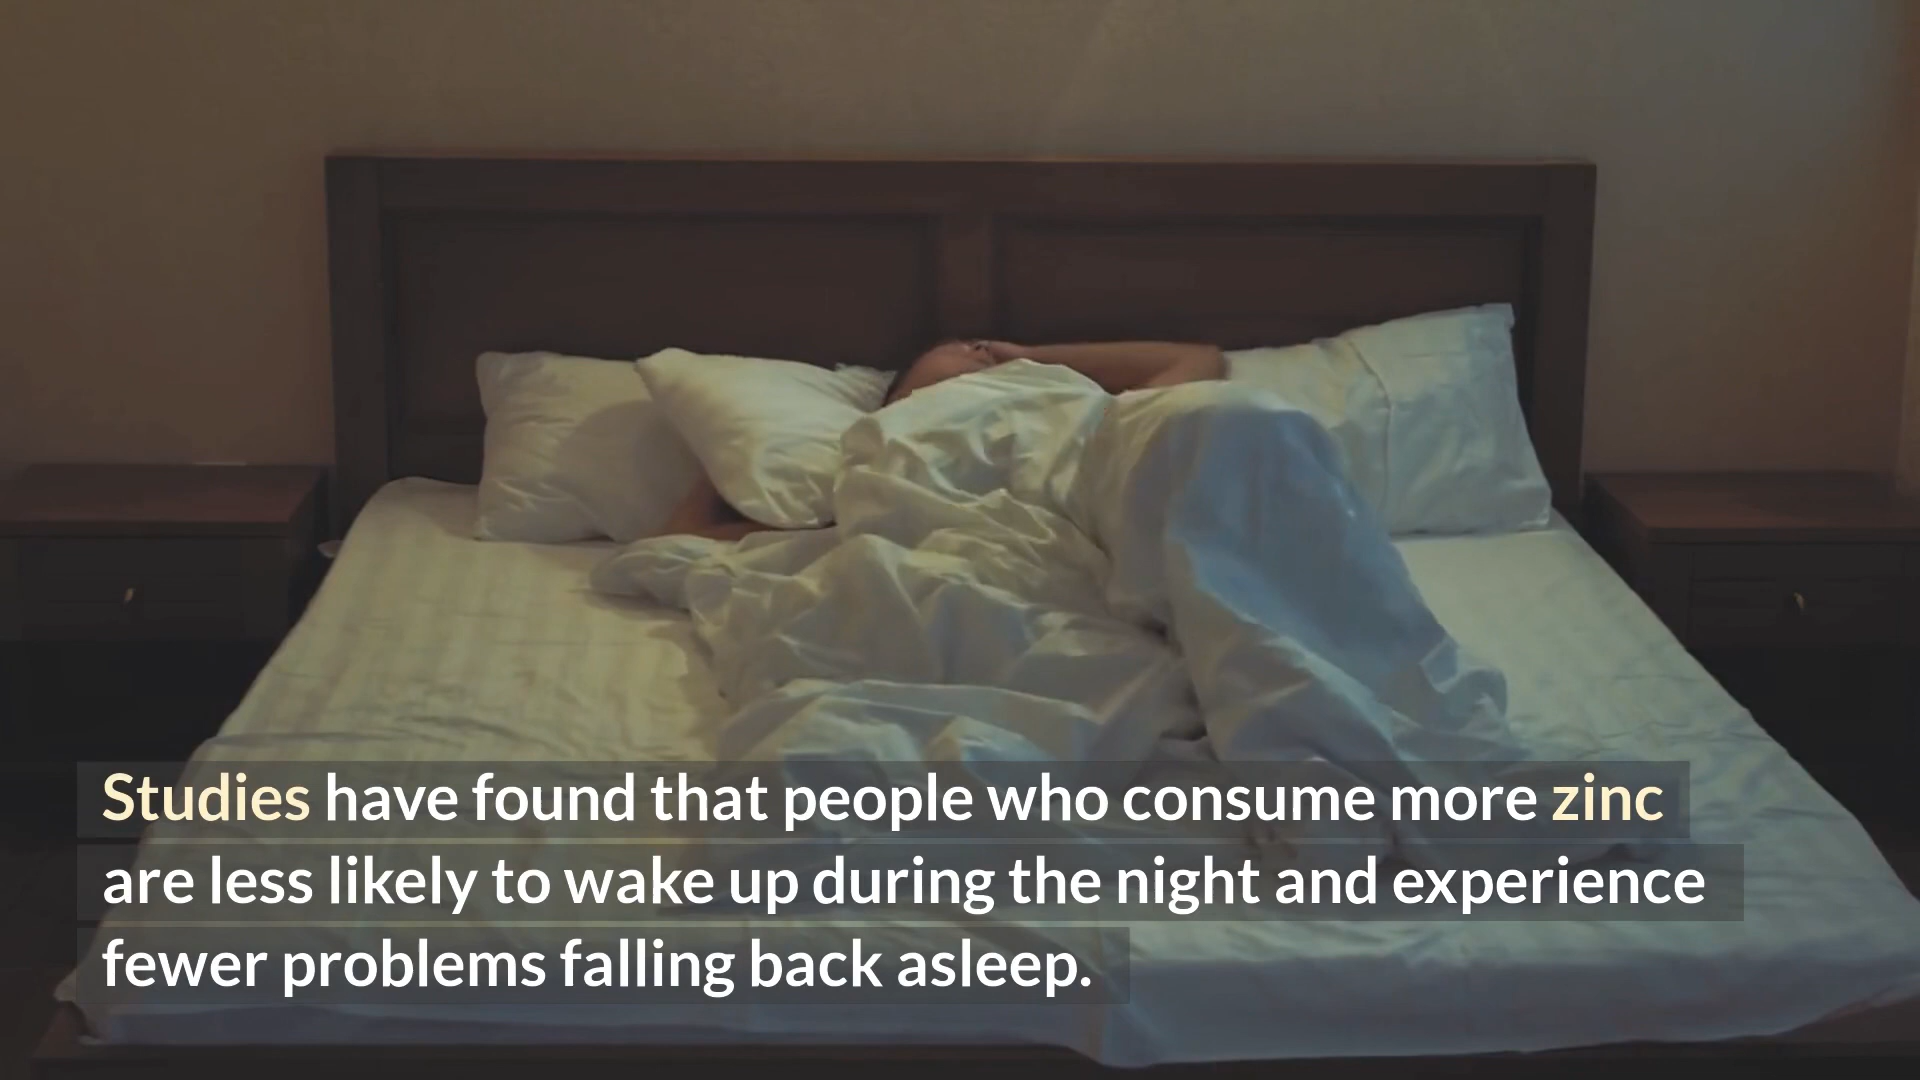 Studies have found that people who consume more zinc
are less likely to wake up during the night and experience
fewer problems falling back asleep.